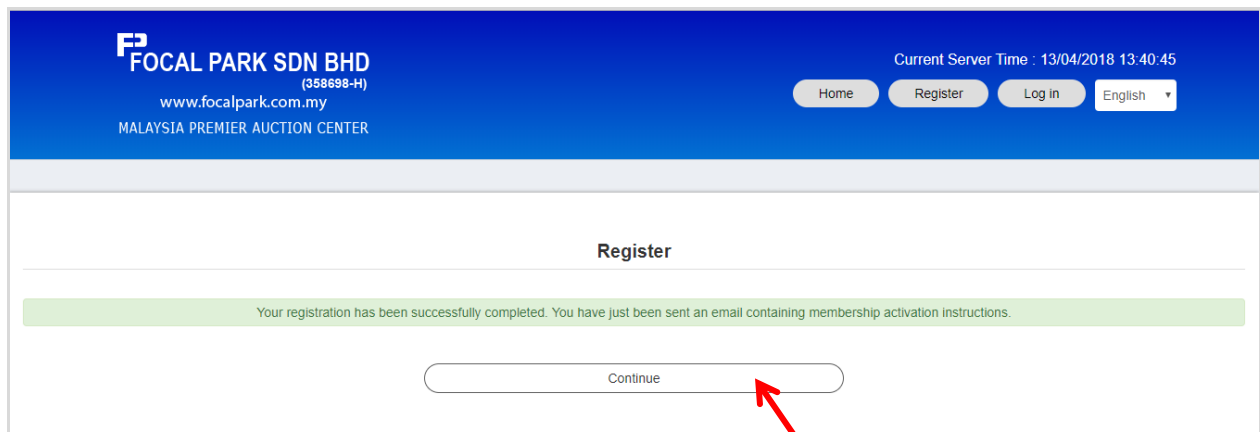 FP
FOCAL PARK SDN BHD
(358698-H)
www.focalpark.com.my
MALAYSIA PREMIER AUCTION CENTER
Current Server Time : 13/04/2018 13:40:45
Home Register Log in English
Register
Your registration has been successfully completed. You have just been sent an email containing membership activation instructions.
Continue